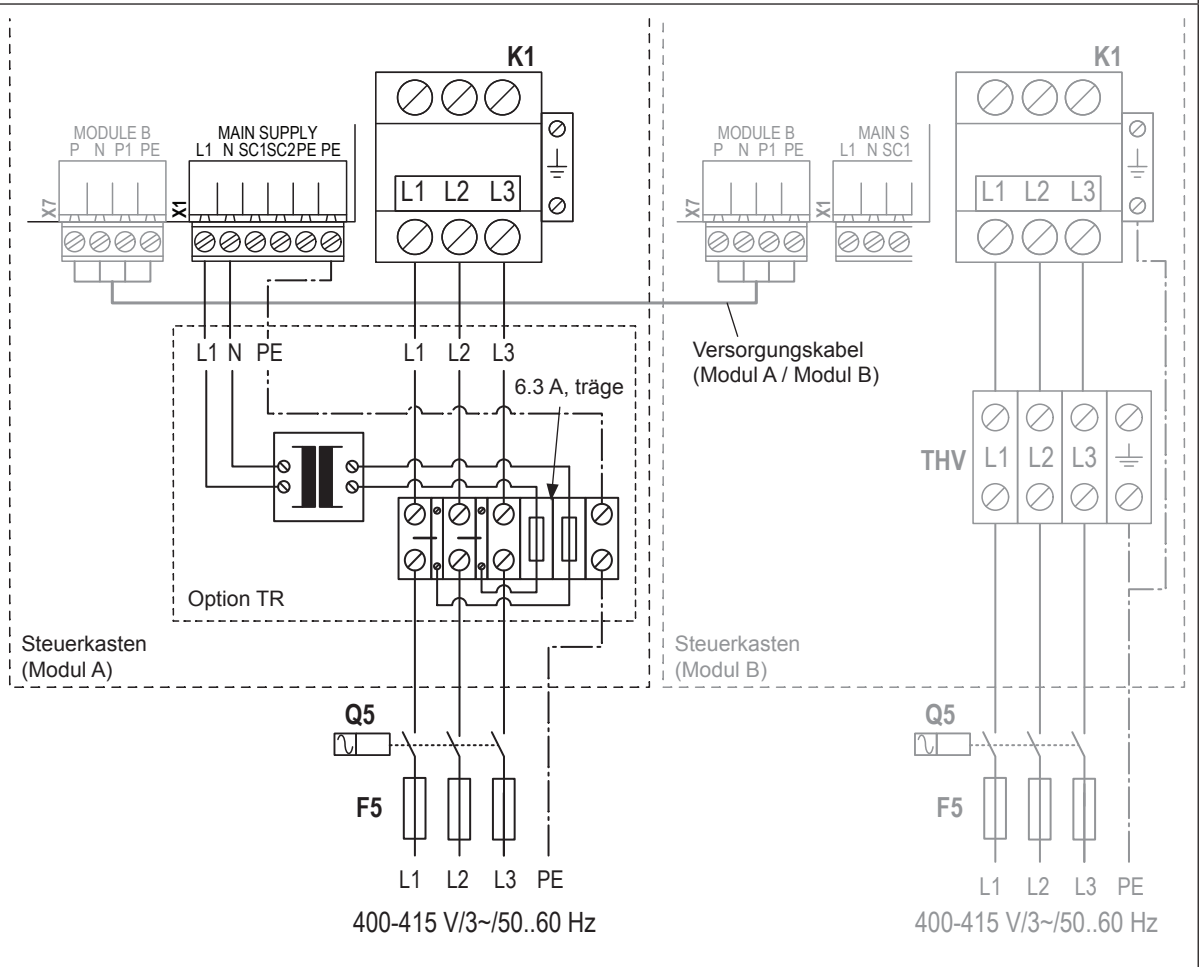 K1
MODULE B
P N P1 PE
MAIN SUPPLY
L1 N SC1SC2PE PE
X7
X1
L1 L2 L3
L1 N PE
L1 L2 L3
6.3 A, träge
Option TR
Steuerkasten
(Modul A)
Q5
F5
L1 L2 L3 PE
400-415 V/3~/50..60 Hz
K1
MODULE B
P N P1 PE
MAIN S
L1 N SC1
X7
X1
L1 L2 L3
Versorgungskabel
(Modul A / Modul B)
THV
L1 L2 L3
Steuerkasten
(Modul B)
Q5
F5
L1 L2 L3 PE
400-415 V/3~/50..60 Hz